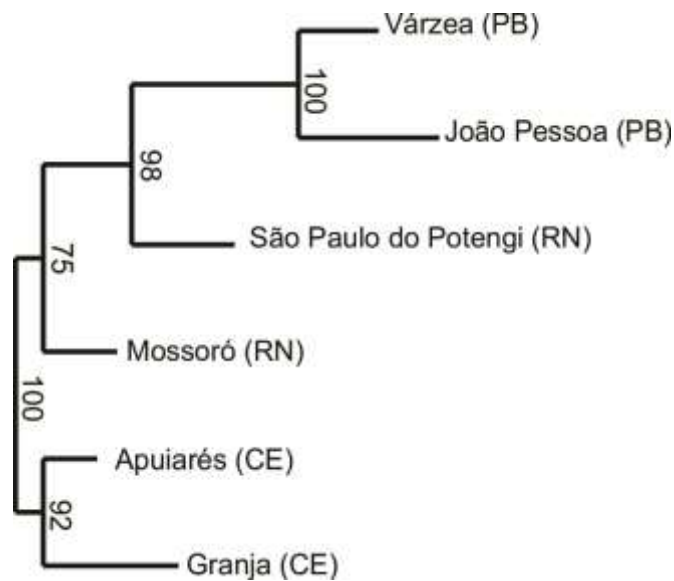 Várzea (PB)
100
João Pessoa (PB)
98
São Paulo do Potengi (RN)
75
Mossoró (RN)
100
Apuiarés (CE)
92
Granja (CE)